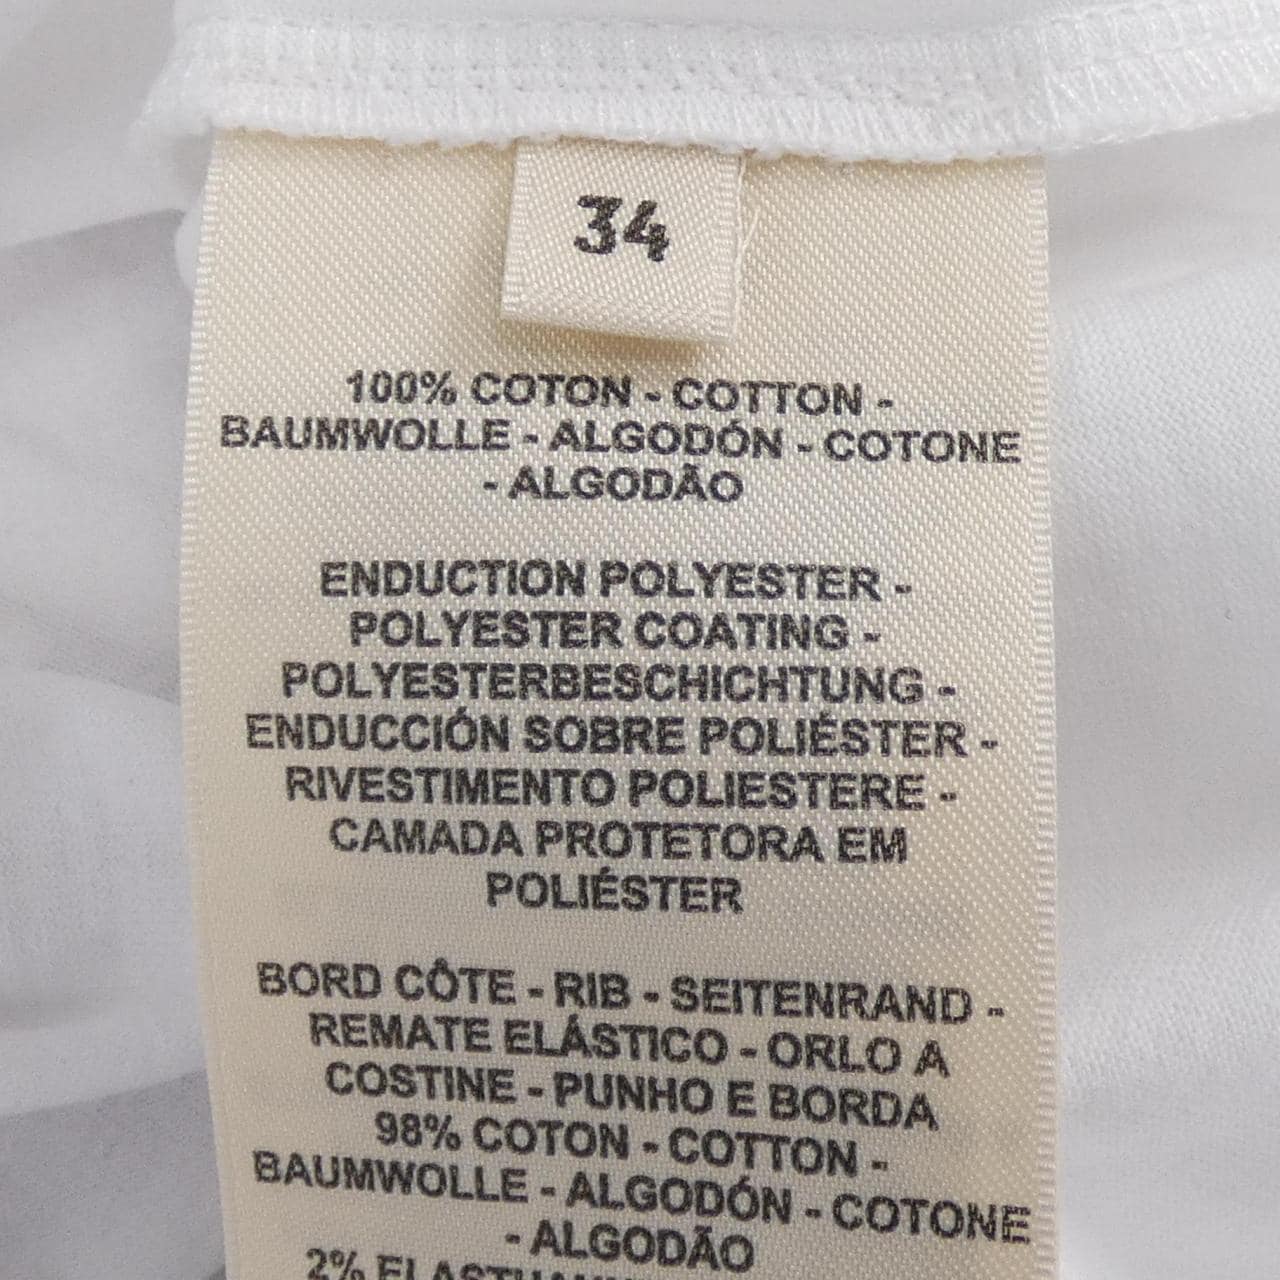 34
100% COTON - COTTON -
BAUMWOLLE - ALGODÓN - COTONE
- ALGODÃO
ENDUCTION POLYESTER -
POLYESTER COATING -
POLYESTERBESCHICHTUNG -
ENDUCCIÓN SOBRE POLIÉSTER -
RIVESTIMENTO POLIESTERE -
CAMADA PROTETORA EM
POLIÉSTER
BORD CÔTE - RIB - SEITENRAND -
REMATE ELÁSTICO - ORLO A
COSTINE - PUNHO E BORDA
98% COTON - COTTON -
BAUMWOLLE - ALGODÓN - COTONE
- ALGODÃO
2%